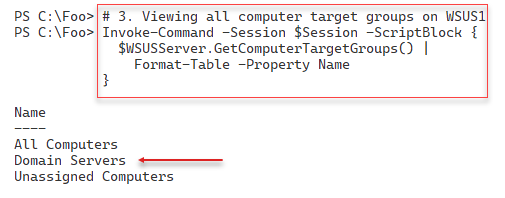 PS C:\Foo> # 3. Viewing all computer target groups on WSUS1
PS C:\Foo> Invoke-Command -Session $Session -ScriptBlock {
$WSUSServer.GetComputerTargetGroups() |
Format-Table -Property Name
}
Name
----
All Computers
Domain Servers
Unassigned Computers